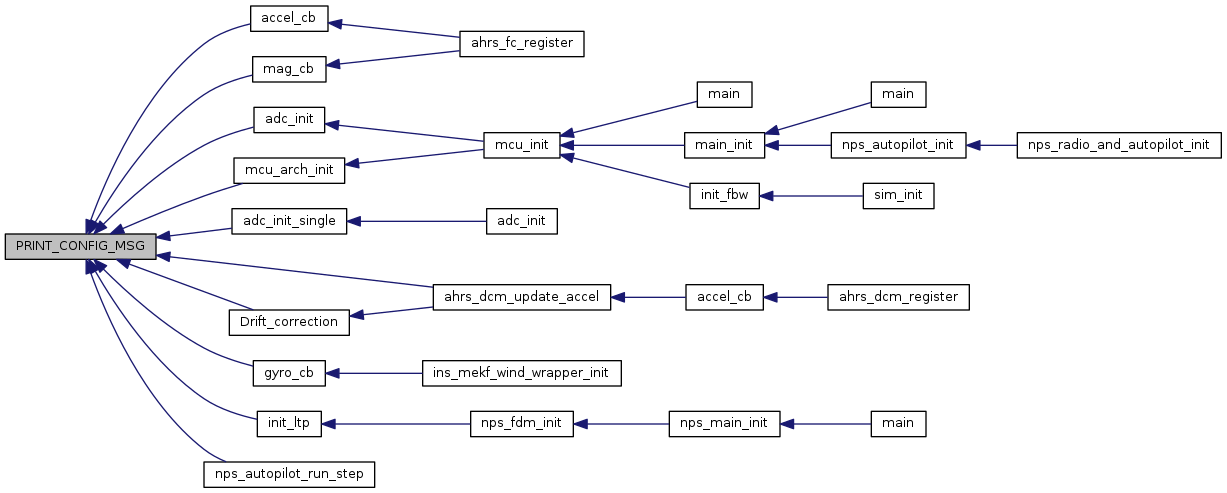 accel_cb
ahrs_fc_register
mag_cb
main
main
adc_init
mcu_init
main_init
nps_autopilot_init
nps_radio_and_autopilot_init
mcu_arch_init
init_fbw
sim_init
adc_init_single
adc_init
PRINT_CONFIG_MSG
ahrs_dcm_update_accel
accel_cb
ahrs_dcm_register
Drift_correction
gyro_cb
ins_mekf_wind_wrapper_init
init_ltp
nps_fdm_init
nps_main_init
main
nps_autopilot_run_step